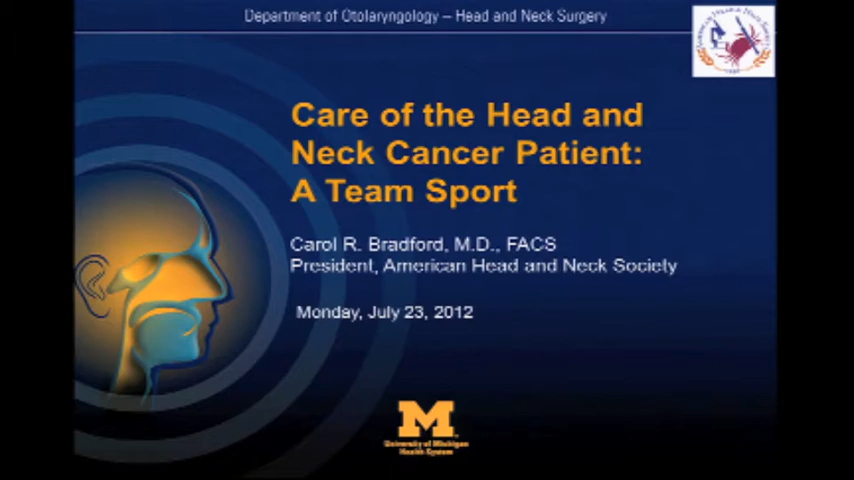 Department of Otolaryngology – Head and Neck Surgery
Care of the Head and
Neck Cancer Patient:
A Team Sport
Carol R. Bradford, M.D., FACS
President, American Head and Neck Society
Monday, July 23, 2012
M
University of Michigan
Health System